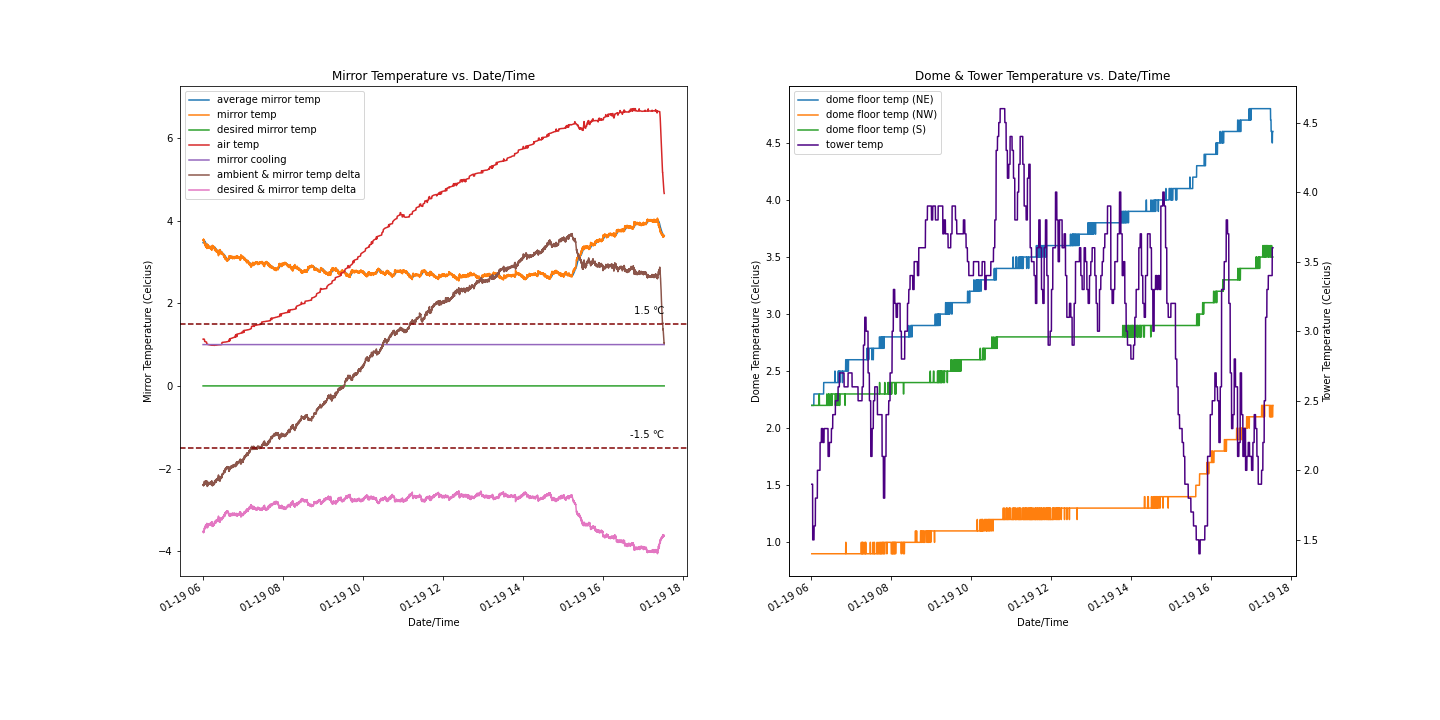 Mirror Temperature vs. Date/Time
average mirror temp
mirror temp
desired mirror temp
air temp
mirror cooling
ambient & mirror temp delta
desired & mirror temp delta
6
4
2
0
−2
−4
Mirror Temperature (Celcius)
1.5 °C
-1.5 °C
01-19 06
01-19 08
01-19 10
01-19 12
01-19 14
01-19 16
01-19 18
Date/Time
Dome & Tower Temperature vs. Date/Time
dome floor temp (NE)
dome floor temp (NW)
dome floor temp (S)
tower temp
4.5
4.0
3.5
3.0
2.5
2.0
1.5
1.0
Dome Temperature (Celcius)
4.5
4.0
3.5
3.0
2.5
2.0
1.5
Tower Temperature (Celcius)
01-19 06
01-19 08
01-19 10
01-19 12
01-19 14
01-19 16
01-19 18
Date/Time